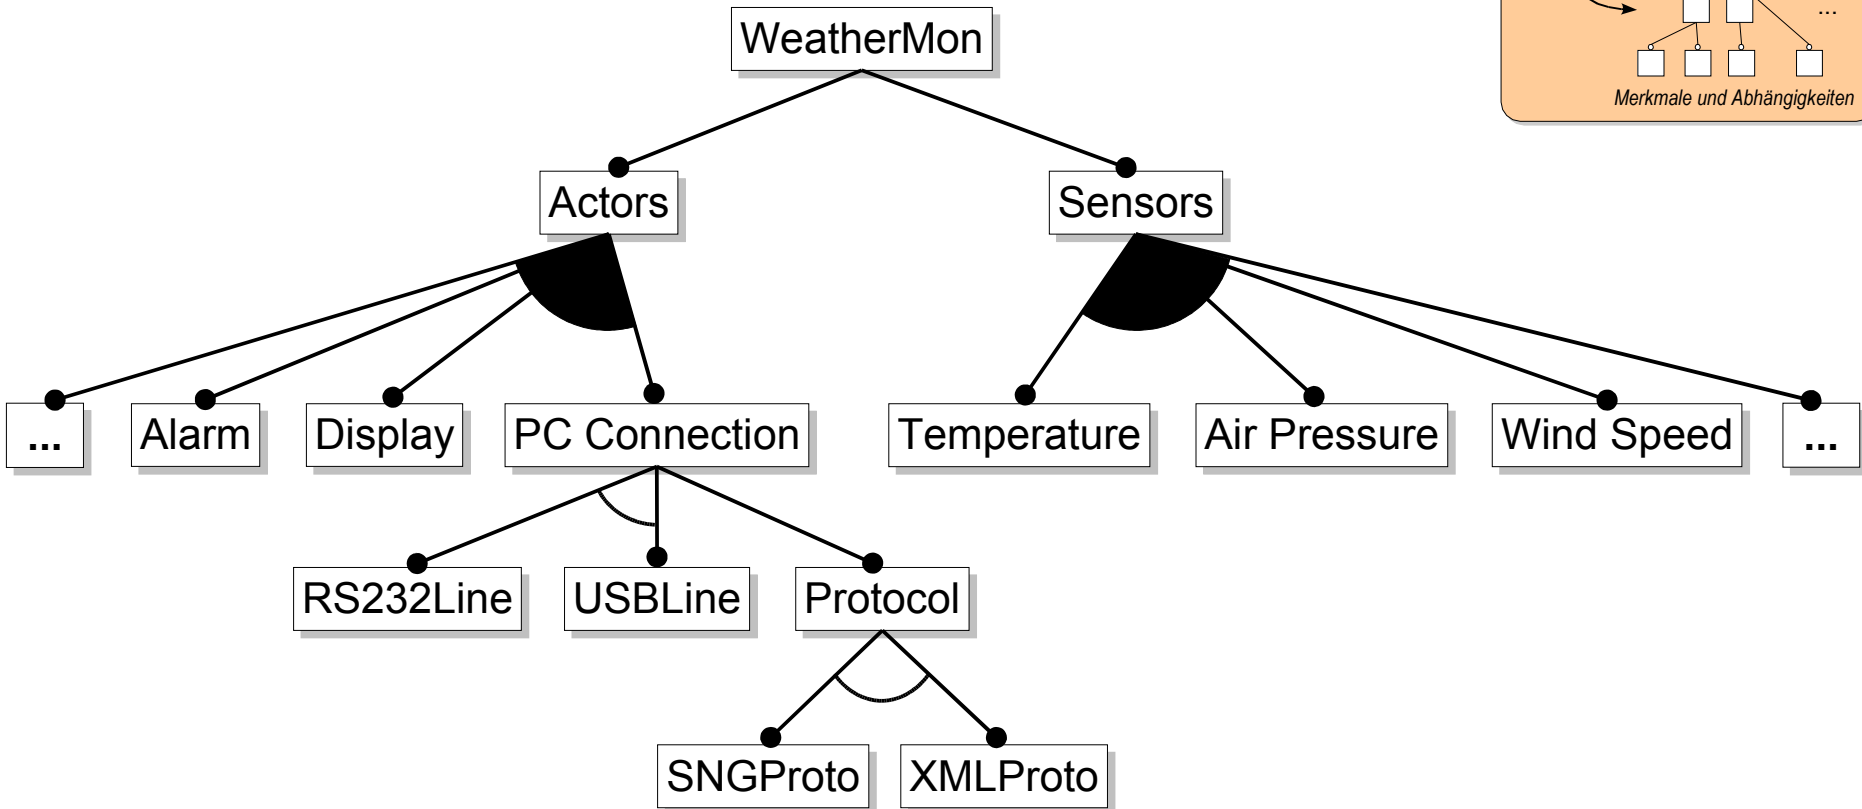 WeatherMon
...
Merkmale und Abhängigkeiten
Actors
Sensors
...
Alarm
Display
PC Connection
Temperature
Air Pressure
Wind Speed
...
RS232Line
USBLine
Protocol
SNGProto
XMLProto